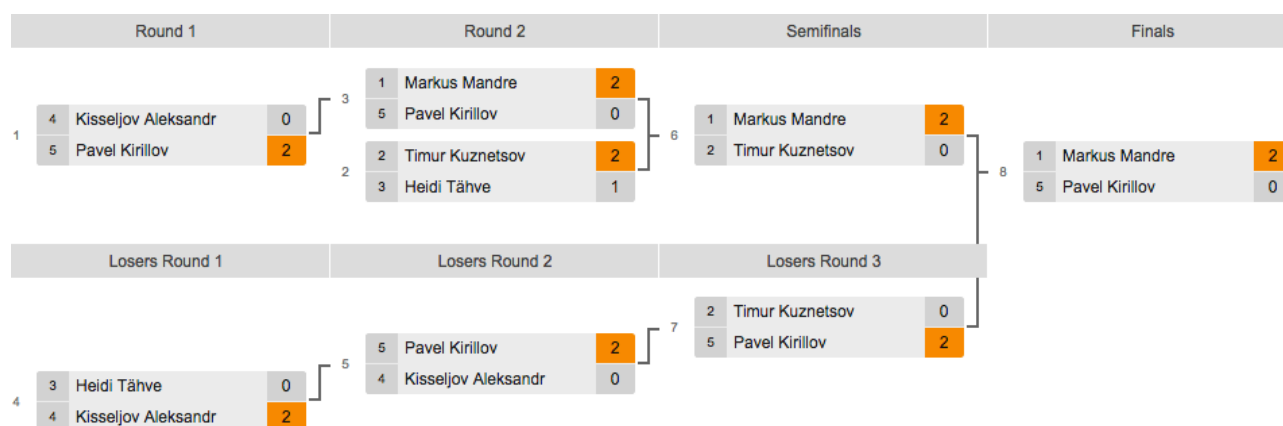 Round 1 Round 2 Semifinals Finals
1
4 Kisseljov Aleksandr 0
5 Pavel Kirillov 2
3
1 Markus Mandre 2
5 Pavel Kirillov 0
2
2 Timur Kuznetsov 2
3 Heidi Tähve 1
6
1 Markus Mandre 2
2 Timur Kuznetsov 0
8
1 Markus Mandre 2
5 Pavel Kirillov 0
Losers Round 1 Losers Round 2 Losers Round 3
4
3 Heidi Tähve 0
4 Kisseljov Aleksandr 2
5
5 Pavel Kirillov 2
4 Kisseljov Aleksandr 0
7
2 Timur Kuznetsov 0
5 Pavel Kirillov 2